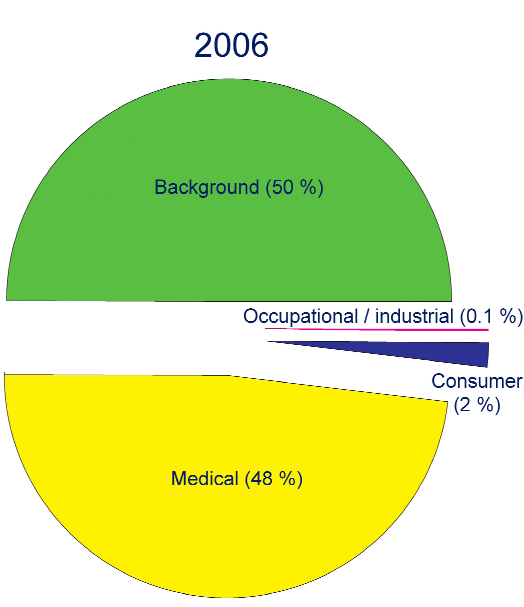 2006
Background (50 %)
Occupational / industrial (0.1 %)
Consumer
(2 %)
Medical (48 %)